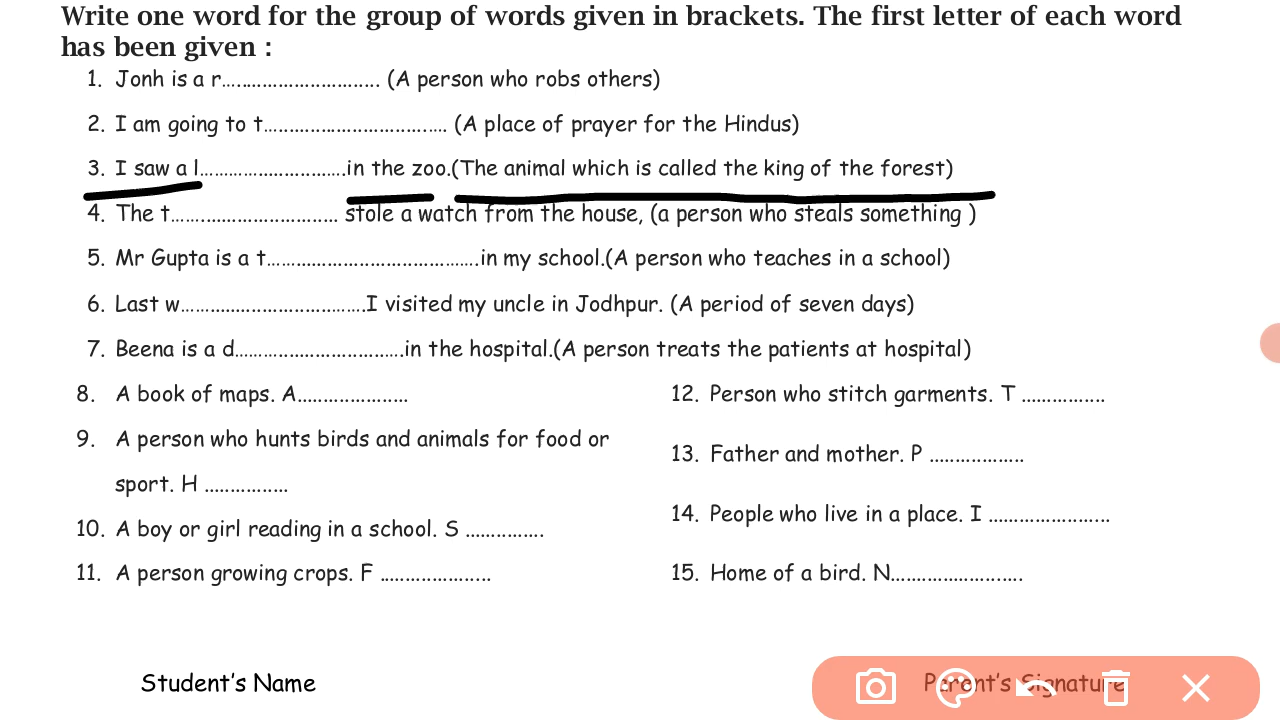 Write one word for the group of words given in brackets. The first letter of each word
has been given :
1. Jonh is a r.............................. (A person who robs others)
2. I am going to t................................... (A place of prayer for the Hindus)
3. I saw a l.............................in the zoo.(The animal which is called the king of the forest)
4. The t................................ stole a watch from the house, (a person who steals something )
5. Mr Gupta is a t.........................................in my school.(A person who teaches in a school)
6. Last w...................................I visited my uncle in Jodhpur. (A period of seven days)
7. Beena is a d.................................in the hospital.(A person treats the patients at hospital)
8. A book of maps. A.....................
9. A person who hunts birds and animals for food or
sport. H ................
10. A boy or girl reading in a school. S ...............
11. A person growing crops. F .....................
12. Person who stitch garments. T ................
13. Father and mother. P ..................
14. People who live in a place. I .......................
15. Home of a bird. N.........................
Student's Name
Parent's Signature